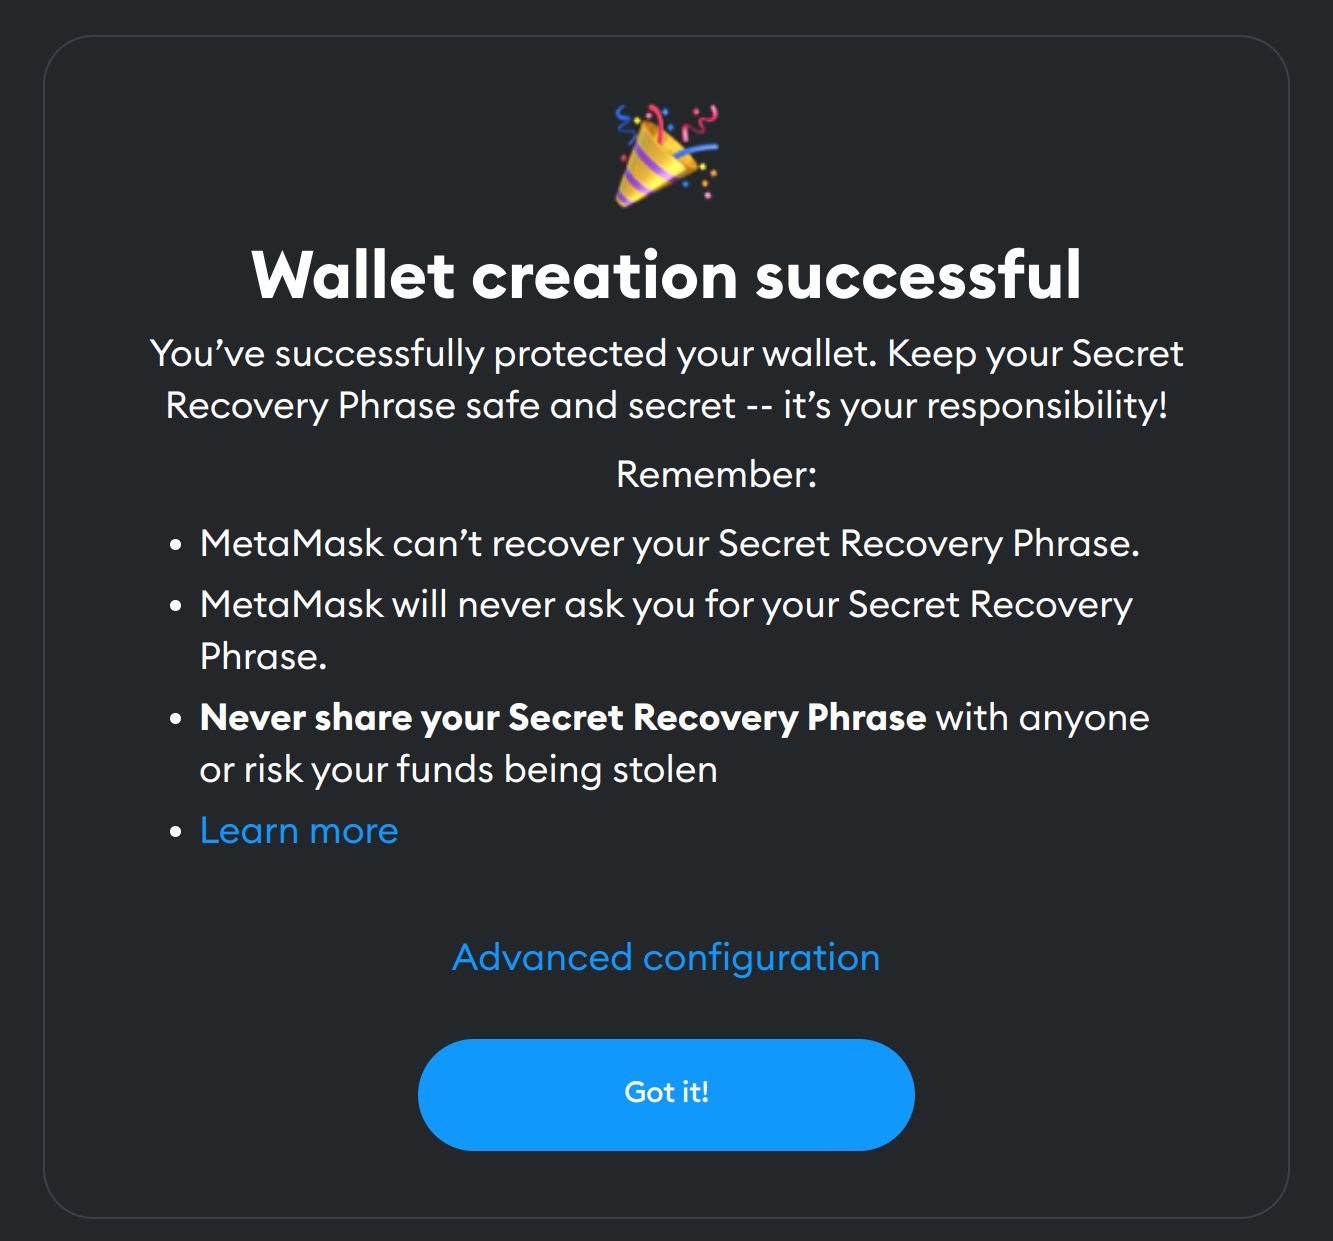 Wallet creation successful
You’ve successfully protected your wallet. Keep your Secret
Recovery Phrase safe and secret -- it’s your responsibility!
Remember:
• MetaMask can’t recover your Secret Recovery Phrase.
• MetaMask will never ask you for your Secret Recovery
Phrase.
• Never share your Secret Recovery Phrase with anyone
or risk your funds being stolen
• Learn more
Advanced configuration
Got it!